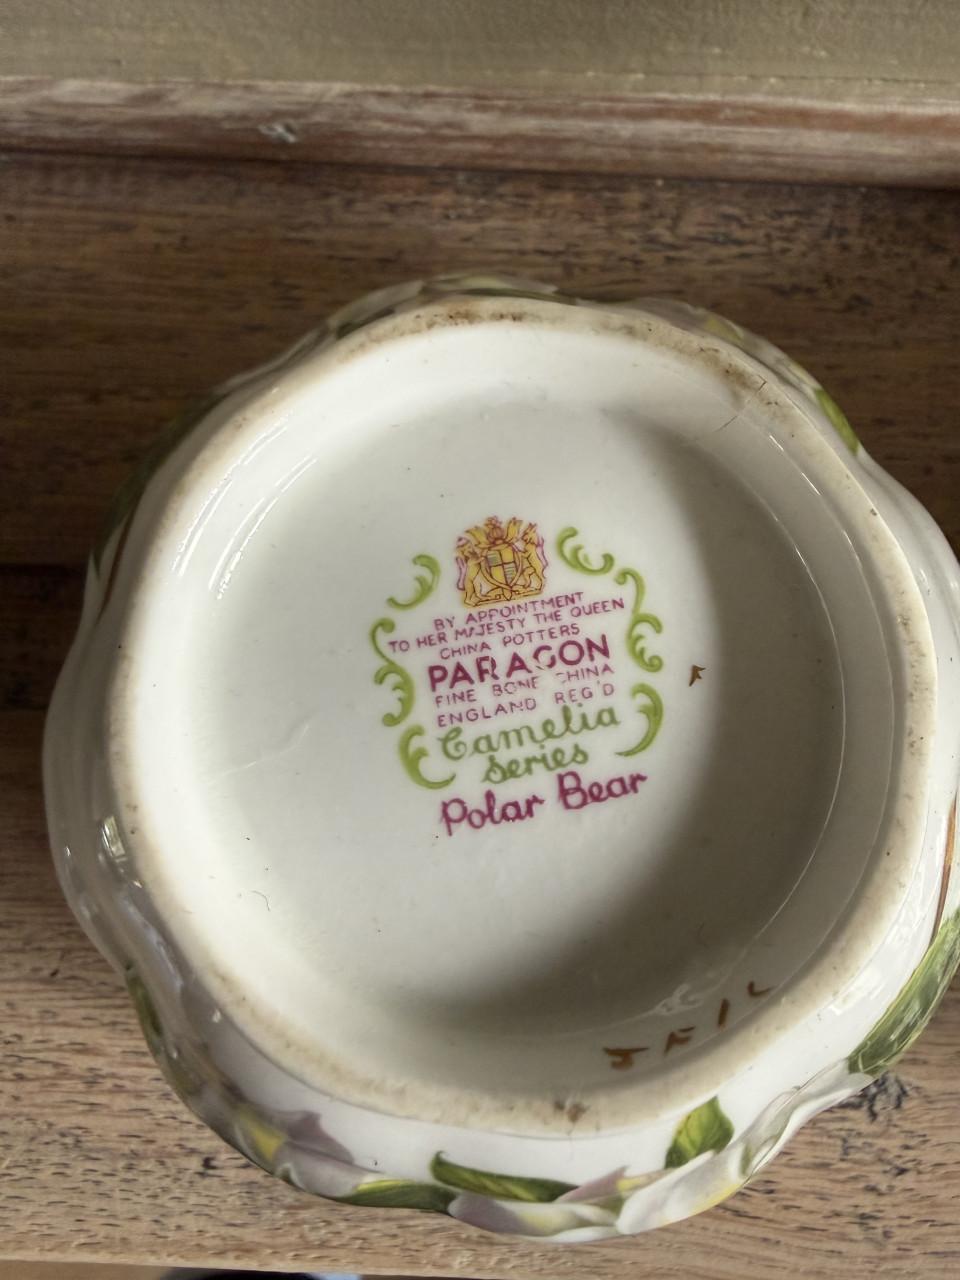 BY APPOINTMENT
TO HER MAJESTY THE QUEEN
CHINA POTTERS
PARAGON
FINE BONE CHINA
ENGLAND REG'D
Camelia
series
Polar Bear